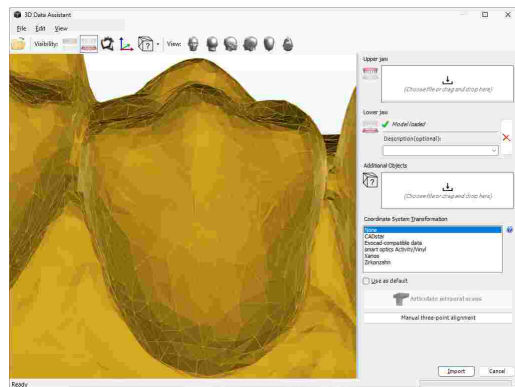 3D Data Assistant
File Edit View
Visibility: View:
Upper jaw
(Choose file or drag and drop here)
Lower jaw
Model loaded
Description(optional):
Additional Objects
(Choose file or drag and drop here)
Coordinate System Transformation
None
CADstar
Exocad-compatible data
smart optics Activity/Vinyl
Xanos
Zirkonzahn
Use as default
Articulate intraoral scans
Manual three-point alignment
Import Cancel
Ready